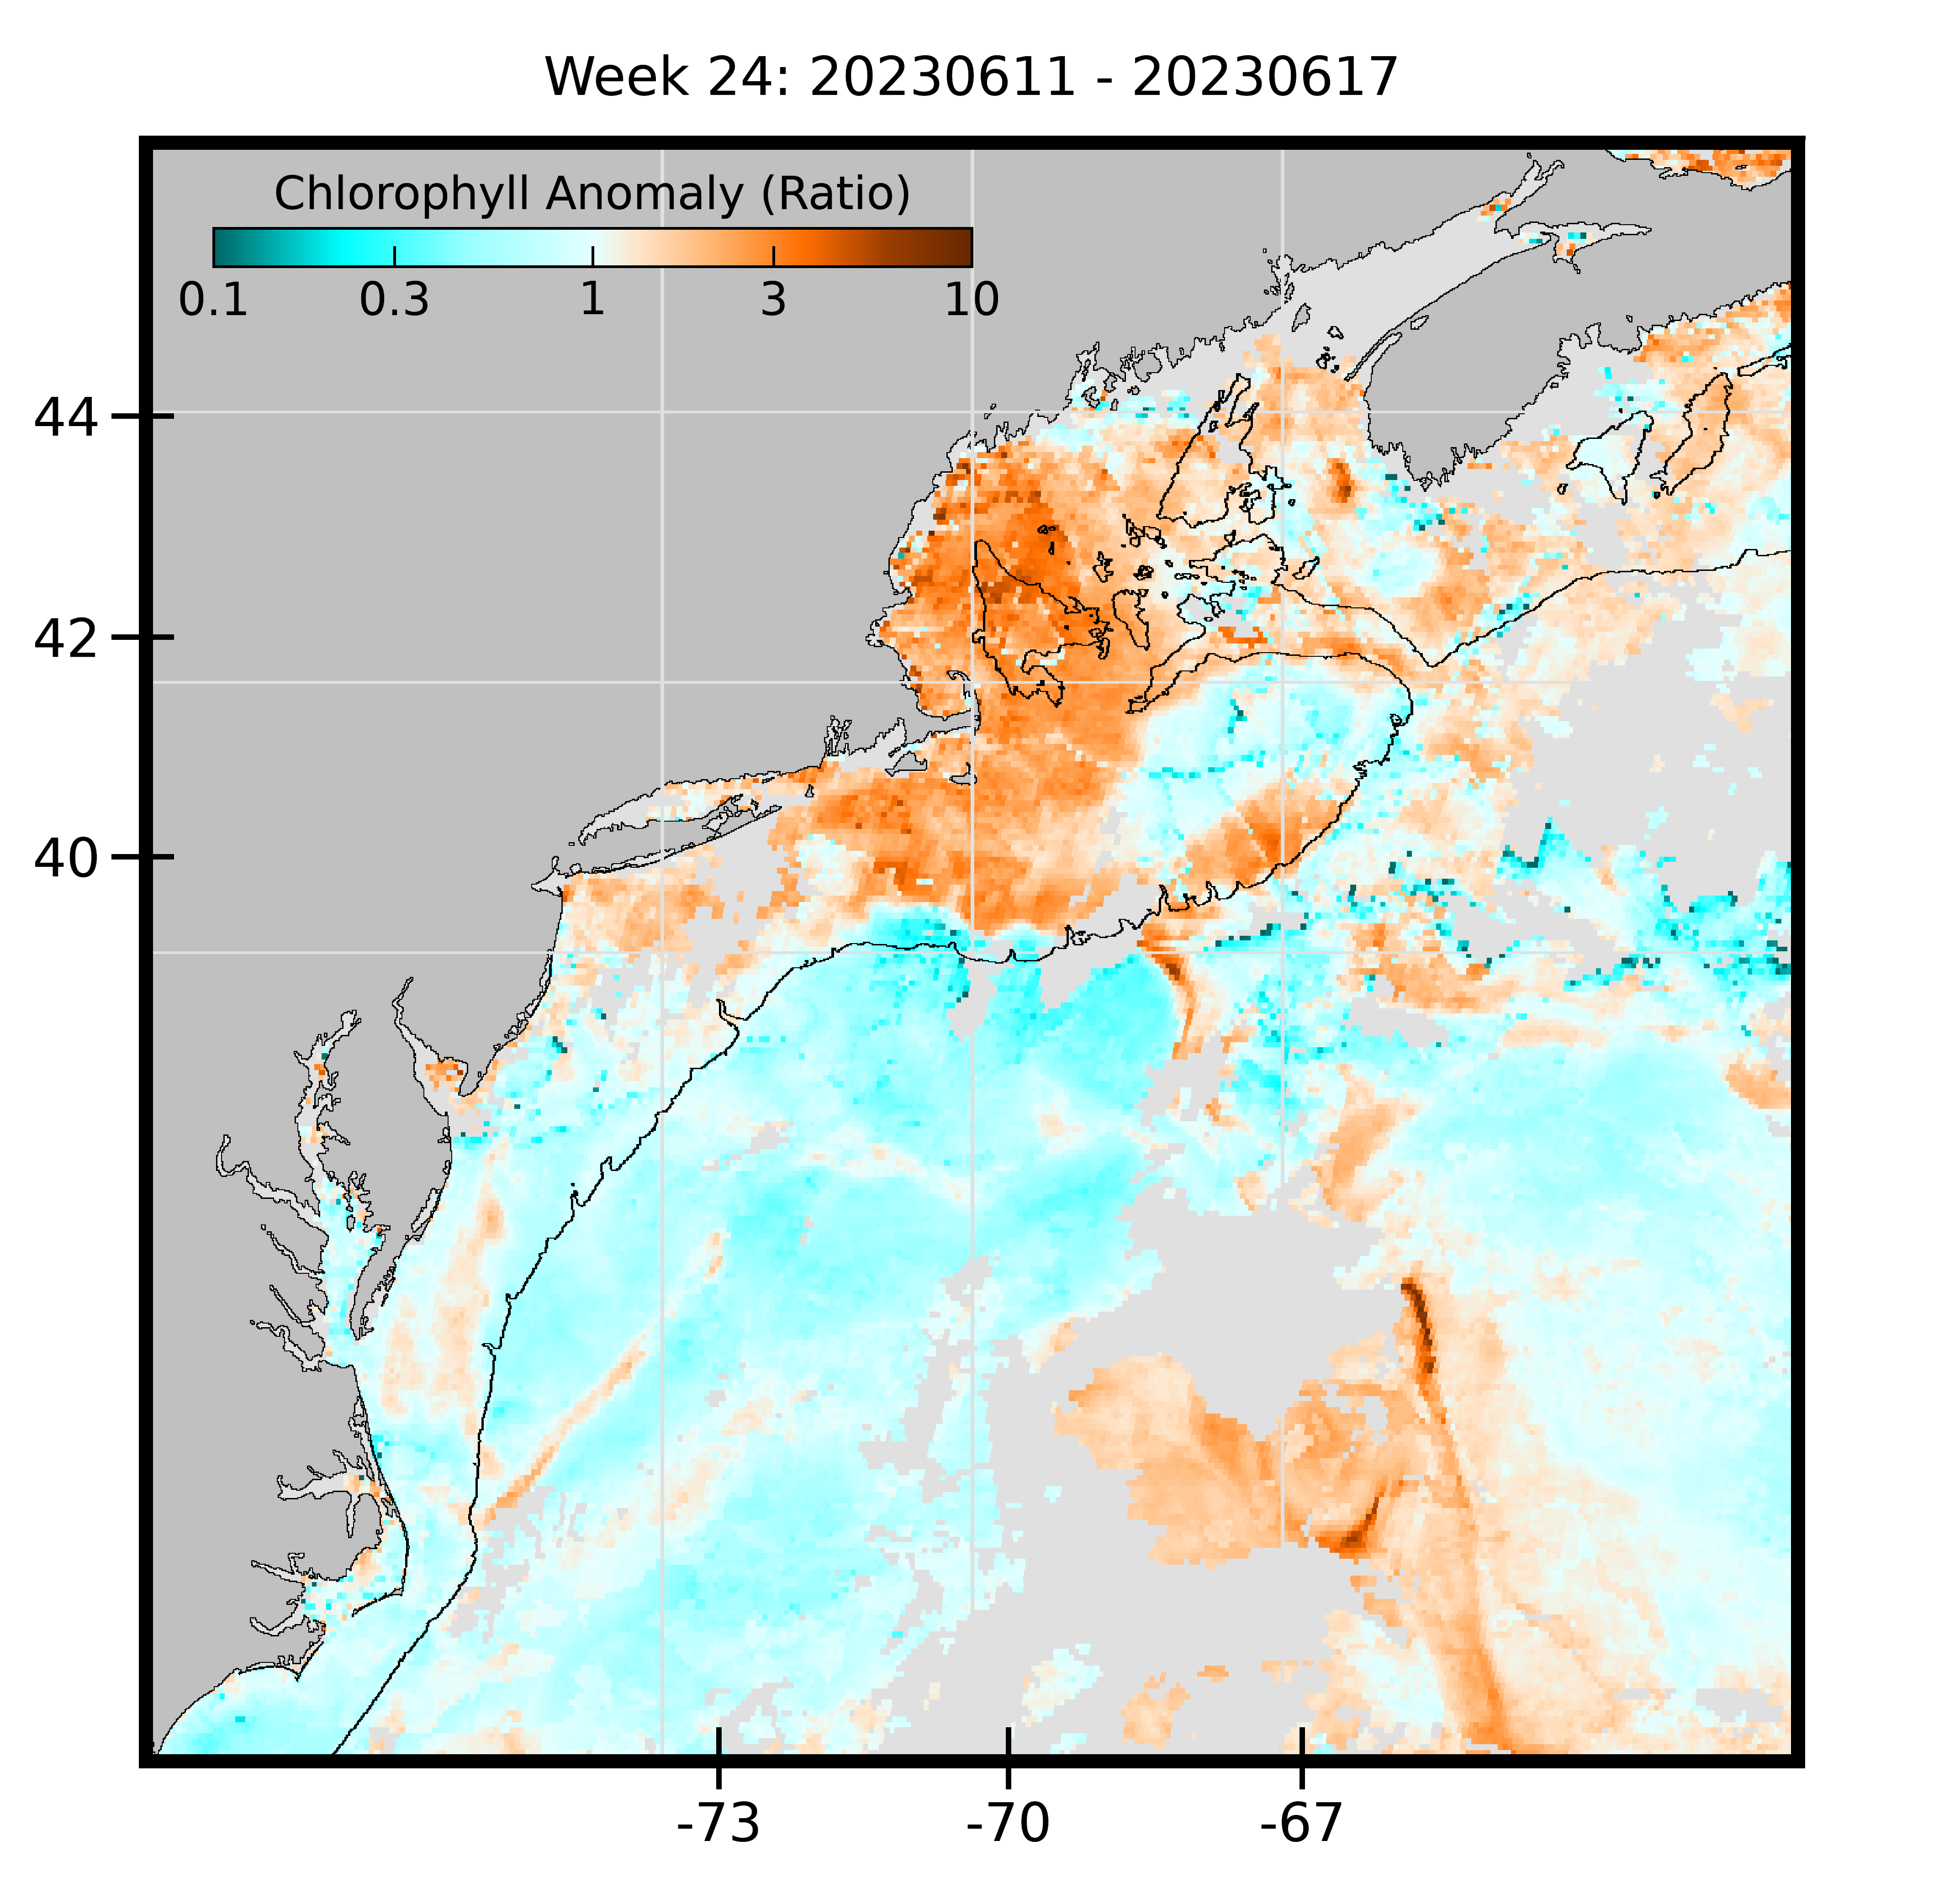 Week 24: 20230611 - 20230617
Chlorophyll Anomaly (Ratio)
0.1 0.3 1 3 10
44
42
40
-73 -70 -67